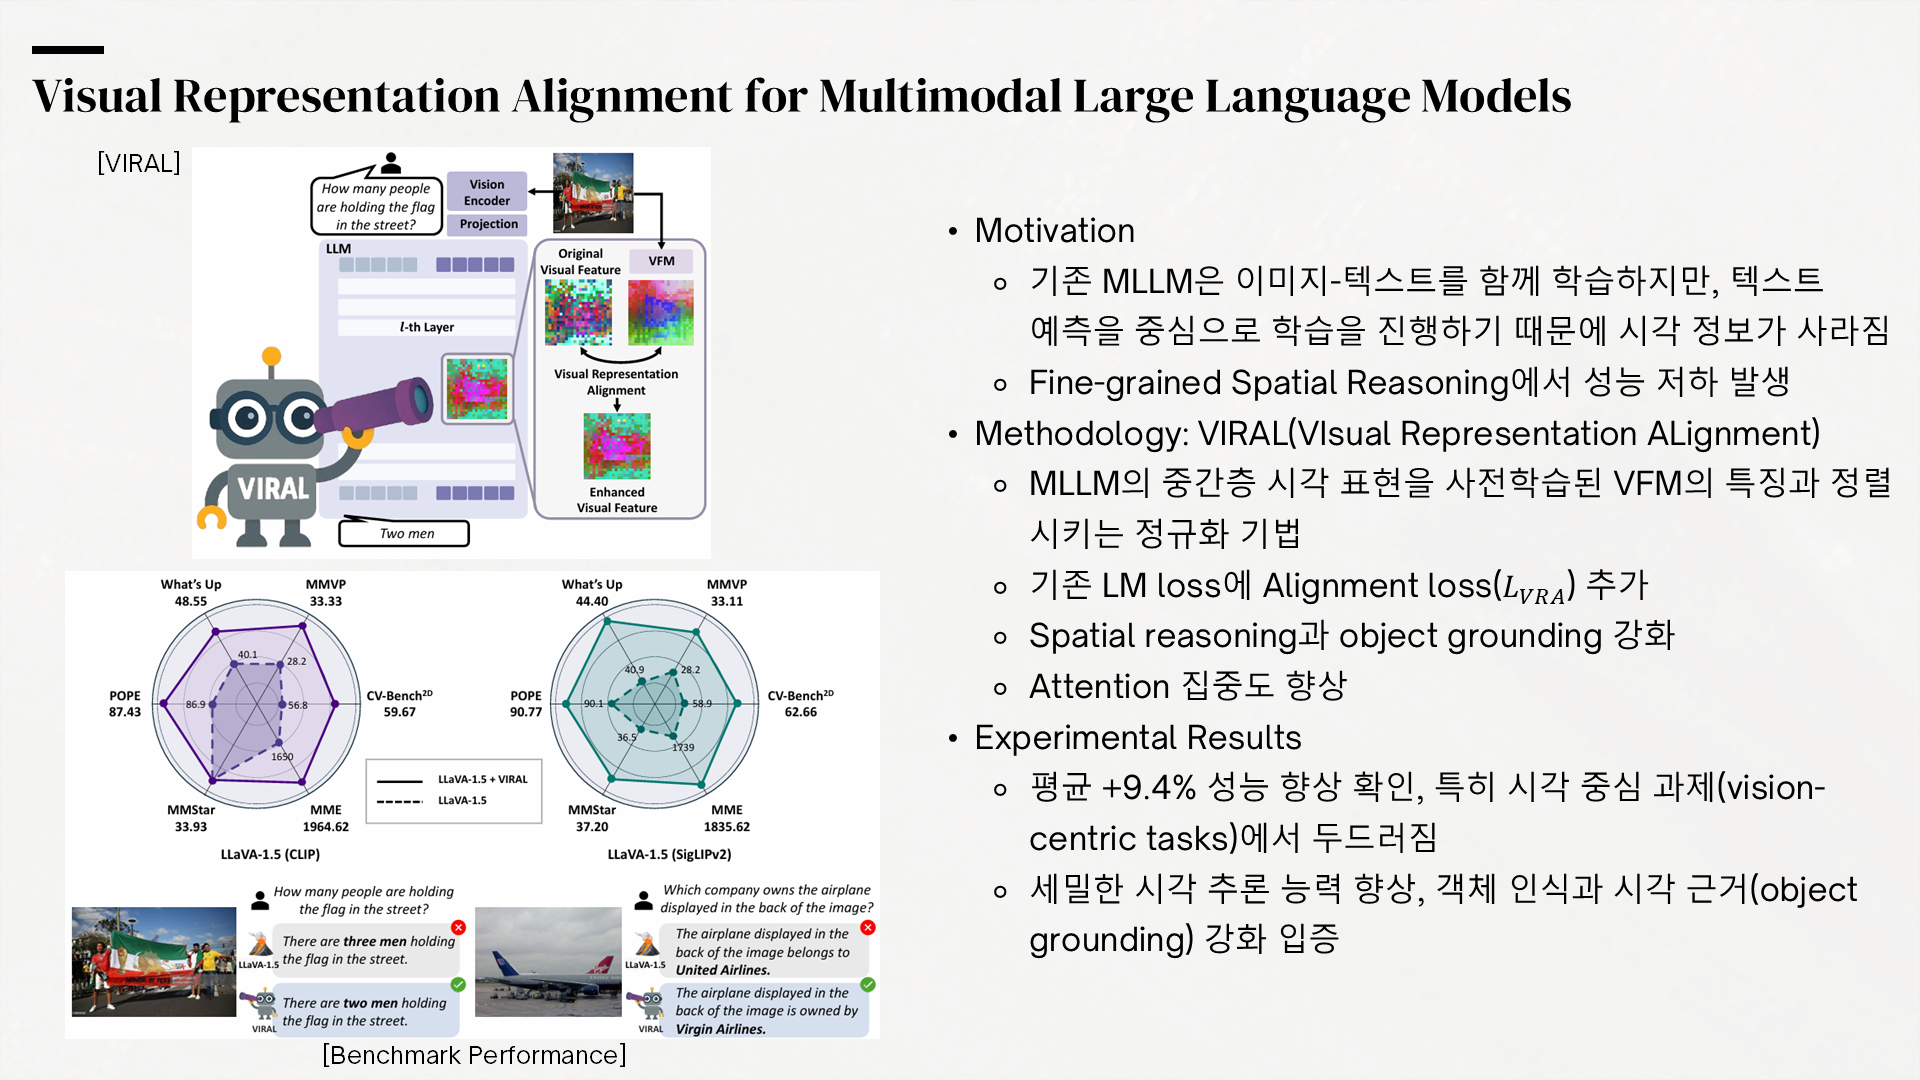 Visual Representation Alignment for Multimodal Large Language Models
[VIRAL]
How many people
are holding the flag
in the street?
Vision
Encoder
Projection
LLM
l-th Layer
Original
Visual Feature
VFM
Visual Representation
Alignment
Enhanced
Visual Feature
VIRAL
Two men
What's Up
48.55
MMVP
33.33
40.1
28.2
POPE
87.43
86.9
56.8
CV-Bench²ᴰ
59.67
1650
MMStar
33.93
MME
1964.62
LLaVA-1.5 (CLIP)
LLaVA-1.5 + VIRAL
LLaVA-1.5
What's Up
44.40
MMVP
33.11
40.9
28.2
POPE
90.77
90.1
58.9
CV-Bench²ᴰ
62.66
36.5
1739
MMStar
37.20
MME
1835.62
LLaVA-1.5 (SigLIPv2)
How many people are holding
the flag in the street?
There are three men holding
the flag in the street.
LLaVA-1.5
There are two men holding
the flag in the street.
VIRAL
Which company owns the airplane
displayed in the back of the image?
The airplane displayed in the
back of the image belongs to
United Airlines.
LLaVA-1.5
The airplane displayed in the
back of the image is owned by
Virgin Airlines.
VIRAL
[Benchmark Performance]
• Motivation
○ 기존 MLLM은 이미지-텍스트를 함께 학습하지만, 텍스트
예측을 중심으로 학습을 진행하기 때문에 시각 정보가 사라짐
○ Fine-grained Spatial Reasoning에서 성능 저하 발생
• Methodology: VIRAL(VIsual Representation ALignment)
○ MLLM의 중간층 시각 표현을 사전학습된 VFM의 특징과 정렬
시키는 정규화 기법
○ 기존 LM loss에 Alignment loss(L_VRA) 추가
○ Spatial reasoning과 object grounding 강화
○ Attention 집중도 향상
• Experimental Results
○ 평균 +9.4% 성능 향상 확인, 특히 시각 중심 과제(vision-
centric tasks)에서 두드러짐
○ 세밀한 시각 추론 능력 향상, 객체 인식과 시각 근거(object
grounding) 강화 입증